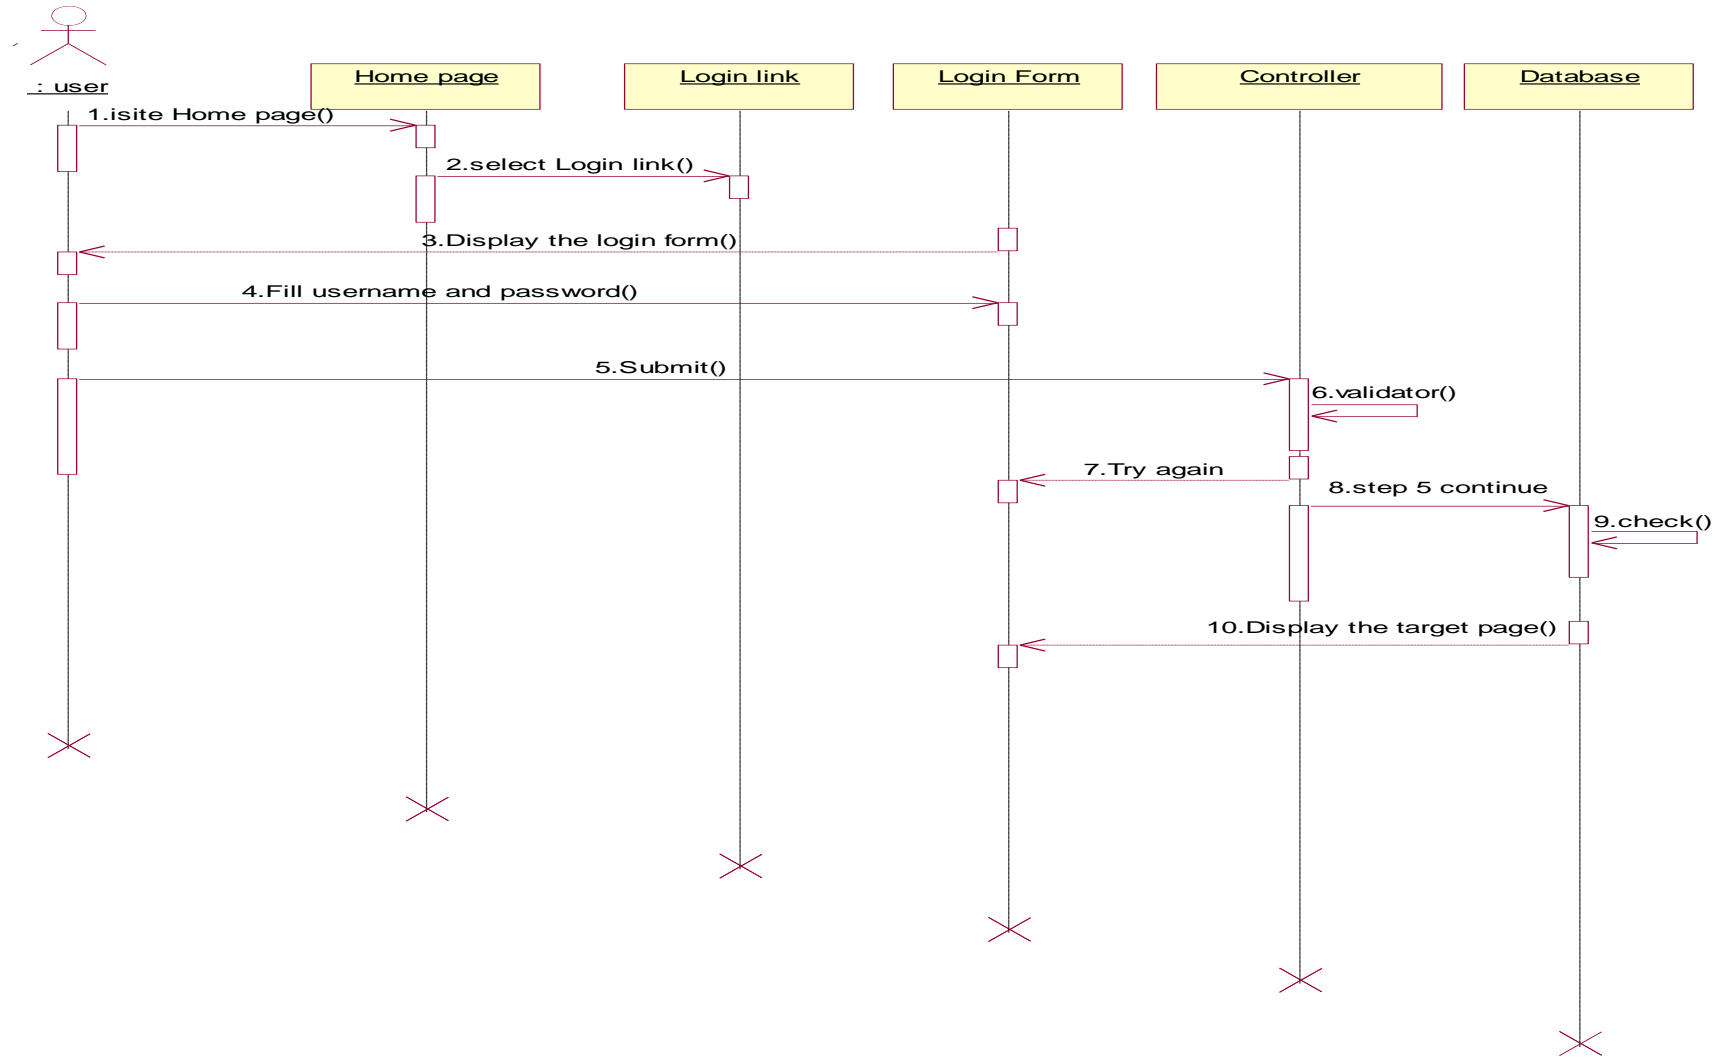 : user
Home page
Login link
Login Form
Controller
Database
1.isite Home page()
2.select Login link()
3.Display the login form()
4.Fill username and password()
5.Submit()
6.validator()
7.Try again
8.step 5 continue
9.check()
10.Display the target page()